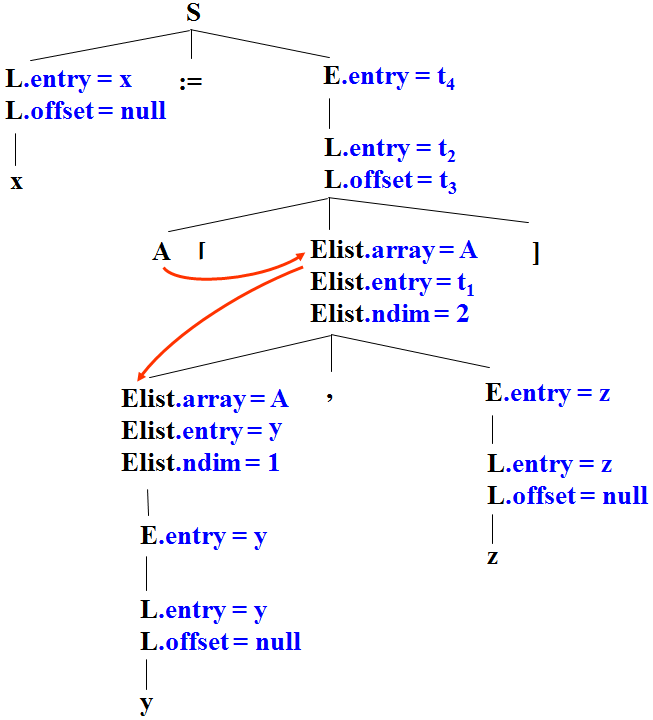 S
L.entry = x := E.entry = t₄
L.offset = null
x
L.entry = t₂
L.offset = t₃
A [ Elist.array = A ]
Elist.entry = t₁
Elist.ndim = 2
Elist.array = A , E.entry = z
Elist.entry = y
Elist.ndim = 1
L.entry = z
L.offset = null
E.entry = y
z
L.entry = y
L.offset = null
y